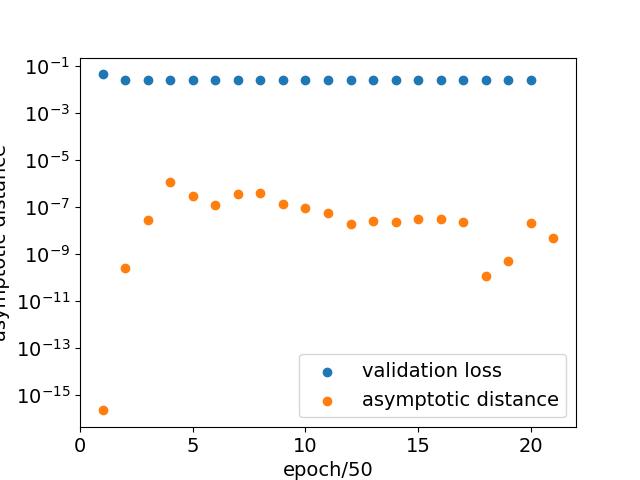 10⁻¹
10⁻³
10⁻⁵
10⁻⁷
10⁻⁹
10⁻¹¹
10⁻¹³
10⁻¹⁵
asymptotic distance
validation loss
asymptotic distance
0 5 10 15 20
epoch/50